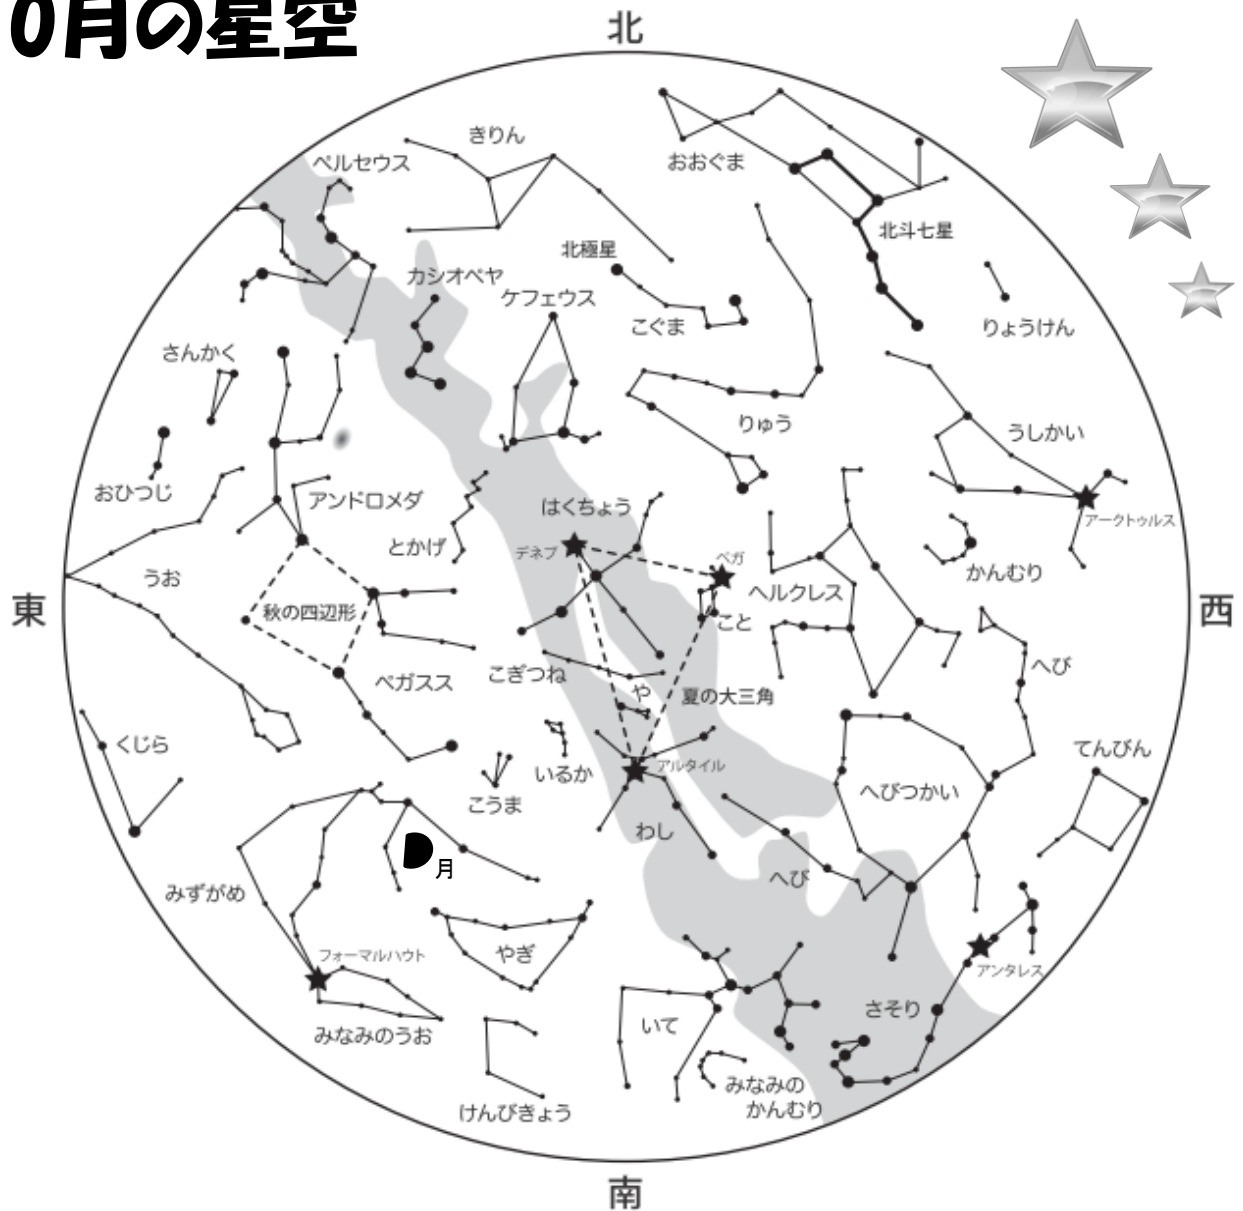 0月の星空
北
きりん
ペルセウス
おおぐま
北斗七星
北極星
カシオペヤ
ケフェウス
こぐま
りょうけん
さんかく
りゅう
うしかい
おひつじ
アンドロメダ
はくちょう
アークトゥルス
とかげ
デネブ
ベガ
かんむり
うお
ヘルクレス
東
秋の四辺形
こと
西
へび
こぎつね
ペガスス
や
夏の大三角
くじら
てんびん
いるか
アルタイル
こうま
へびつかい
わし
月
みずがめ
へび
やぎ
フォーマルハウト
アンタレス
さそり
みなみのうお
いて
みなみの
かんむり
けんびきょう
南